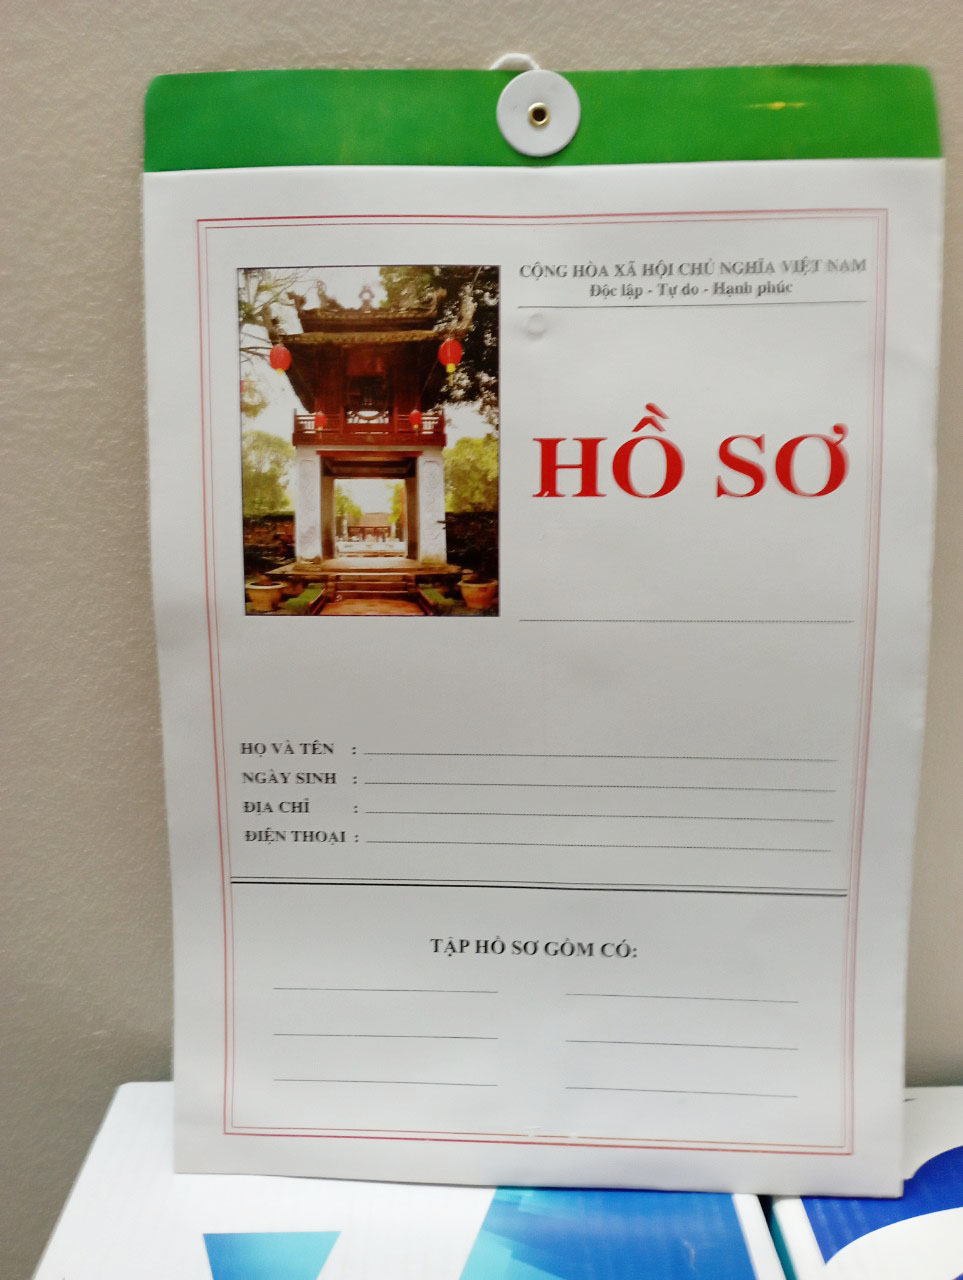 CỘNG HÒA XÃ HỘI CHỦ NGHĨA VIỆT NAM
Độc lập - Tự do - Hạnh phúc
HỒ SƠ
HỌ VÀ TÊN :
NGÀY SINH :
ĐỊA CHỈ :
ĐIỆN THOẠI :
TẬP HỒ SƠ GỒM CÓ: